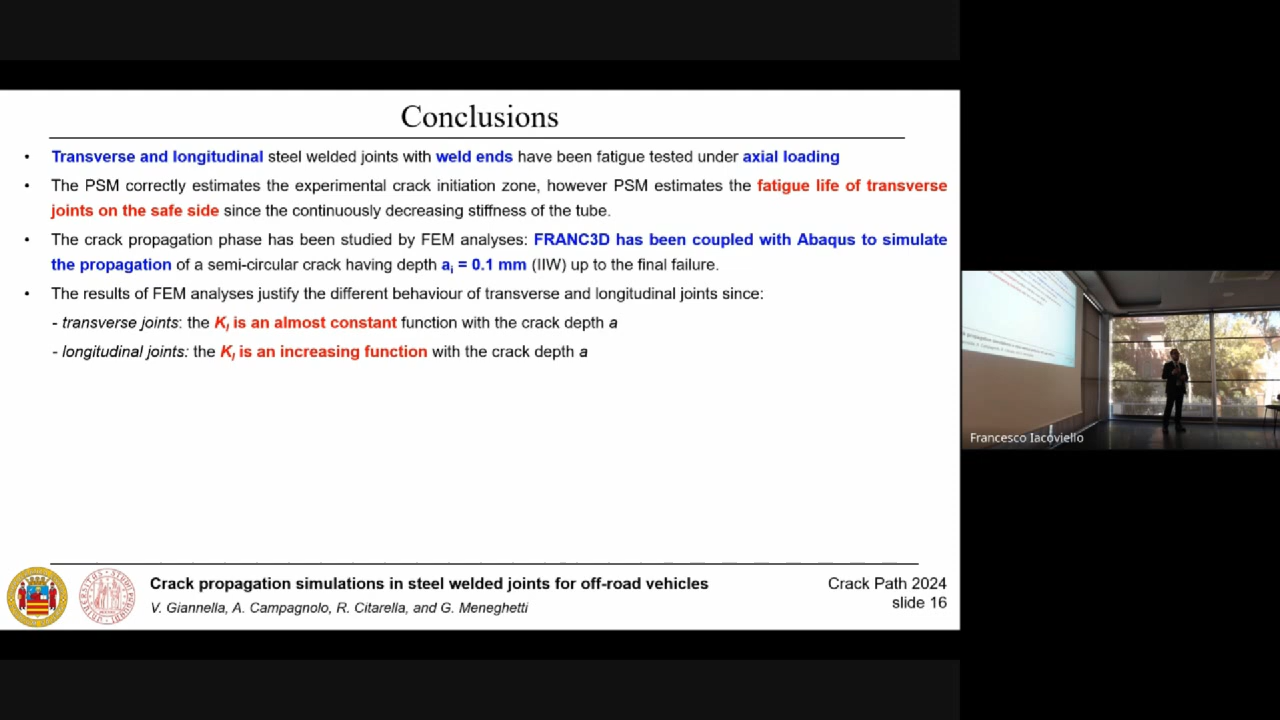 Conclusions
• Transverse and longitudinal steel welded joints with weld ends have been fatigue tested under axial loading
• The PSM correctly estimates the experimental crack initiation zone, however PSM estimates the fatigue life of transverse
joints on the safe side since the continuously decreasing stiffness of the tube.
• The crack propagation phase has been studied by FEM analyses: FRANC3D has been coupled with Abaqus to simulate
the propagation of a semi-circular crack having depth ai = 0.1 mm (IIW) up to the final failure.
• The results of FEM analyses justify the different behaviour of transverse and longitudinal joints since:
- transverse joints: the KI is an almost constant function with the crack depth a
- longitudinal joints: the KI is an increasing function with the crack depth a
Crack propagation simulations in steel welded joints for off-road vehicles
V. Giannella, A. Campagnolo, R. Citarella, and G. Meneghetti
Crack Path 2024
slide 16
Francesco Iacoviello